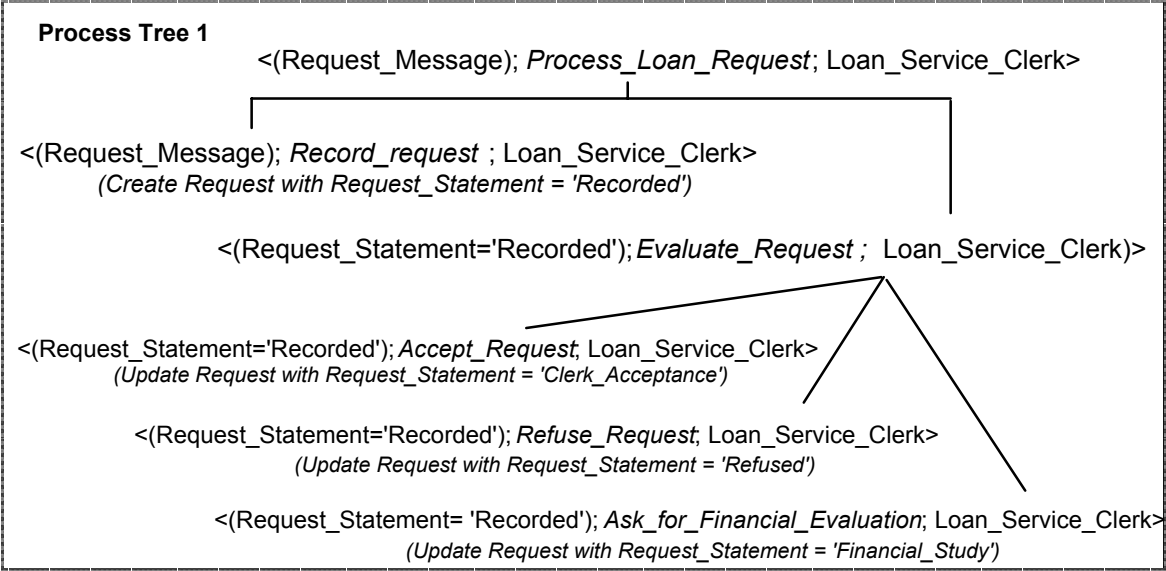 Process Tree 1
<(Request_Message); Process_Loan_Request; Loan_Service_Clerk>
<(Request_Message); Record_request ; Loan_Service_Clerk>
(Create Request with Request_Statement = 'Recorded')
<(Request_Statement='Recorded'); Evaluate_Request ; Loan_Service_Clerk)>
<(Request_Statement='Recorded'); Accept_Request; Loan_Service_Clerk>
(Update Request with Request_Statement = 'Clerk_Acceptance')
<(Request_Statement='Recorded'); Refuse_Request; Loan_Service_Clerk>
(Update Request with Request_Statement = 'Refused')
<(Request_Statement= 'Recorded'); Ask_for_Financial_Evaluation; Loan_Service_Clerk>
(Update Request with Request_Statement = 'Financial_Study')